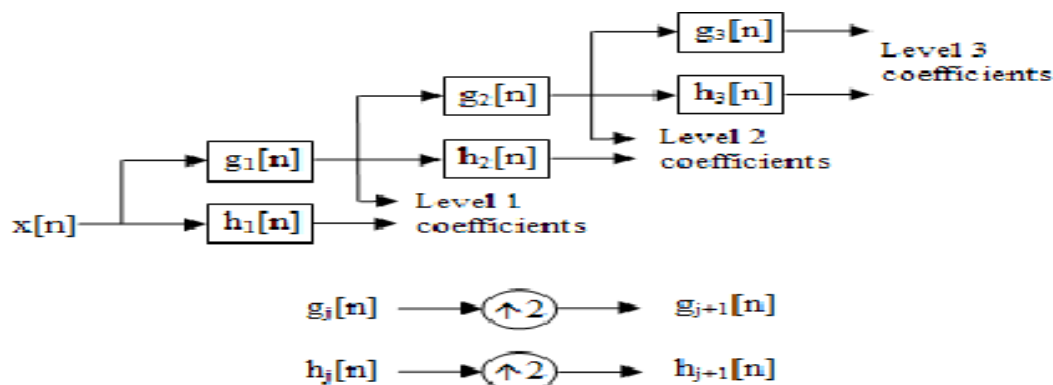 g₃[n]
Level 3
coefficients
g₂[n]
h₃[n]
Level 2
coefficients
g₁[n]
h₂[n]
Level 1
coefficients
x[n]
h₁[n]
gⱼ[n] ↑2 gⱼ₊₁[n]
hⱼ[n] ↑2 hⱼ₊₁[n]